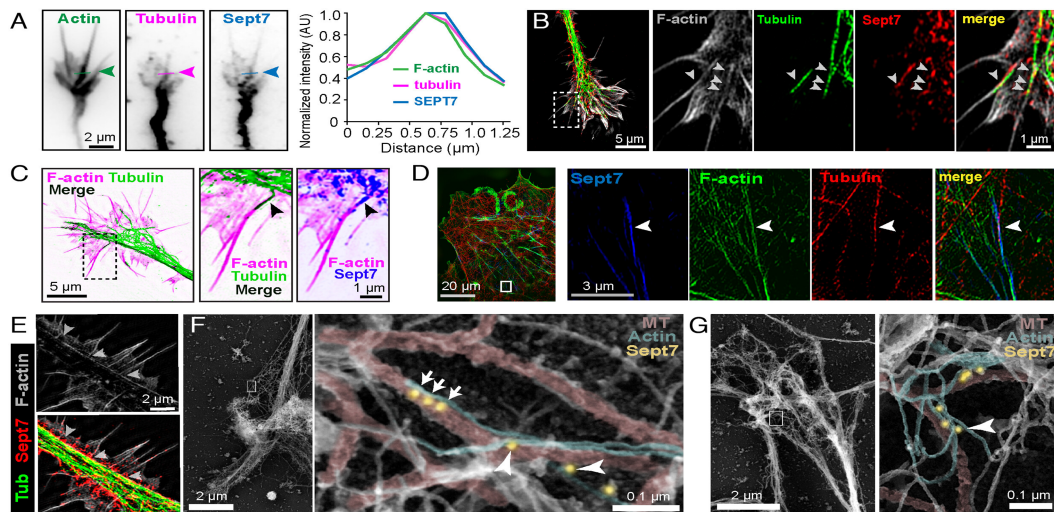 A
Actin
Tubulin
Sept7
2 µm
Normalized intensity (AU)
1.0
0.8
0.6
0.4
0.2
0
F-actin
tubulin
SEPT7
0 0.25 0.50 0.75 1.0 1.25
Distance (µm)
B
5 µm
F-actin
Tubulin
Sept7
merge
1 µm
C
F-actin Tubulin
Merge
5 µm
F-actin
Tubulin
Merge
F-actin
Sept7
1 µm
D
20 µm
Sept7
3 µm
F-actin
Tubulin
merge
E
Tub Sept7 F-actin
2 µm
F
2 µm
MT
Actin
Sept7
0.1 µm
G
2 µm
MT
Actin
Sept7
0.1 µm